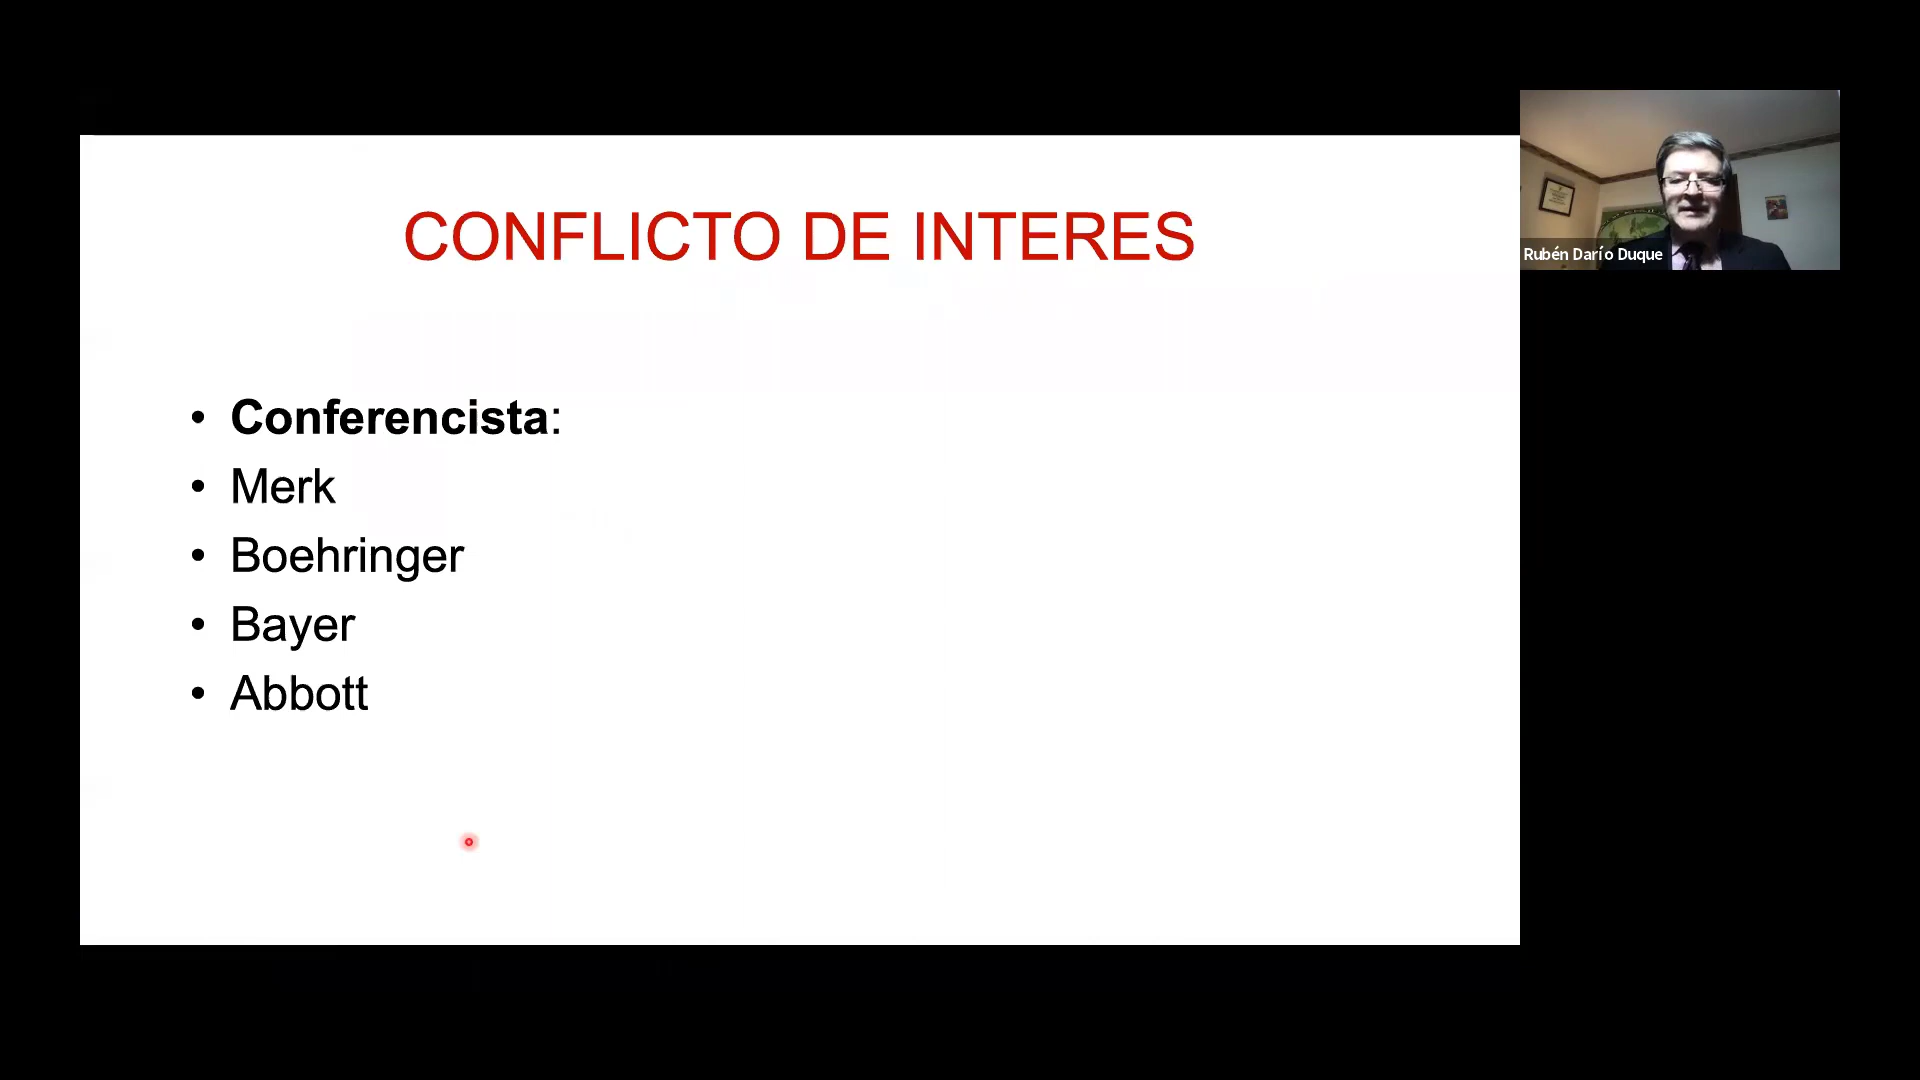 CONFLICTO DE INTERES
• Conferencista:
• Merk
• Boehringer
• Bayer
• Abbott
Rubén Darío Duque